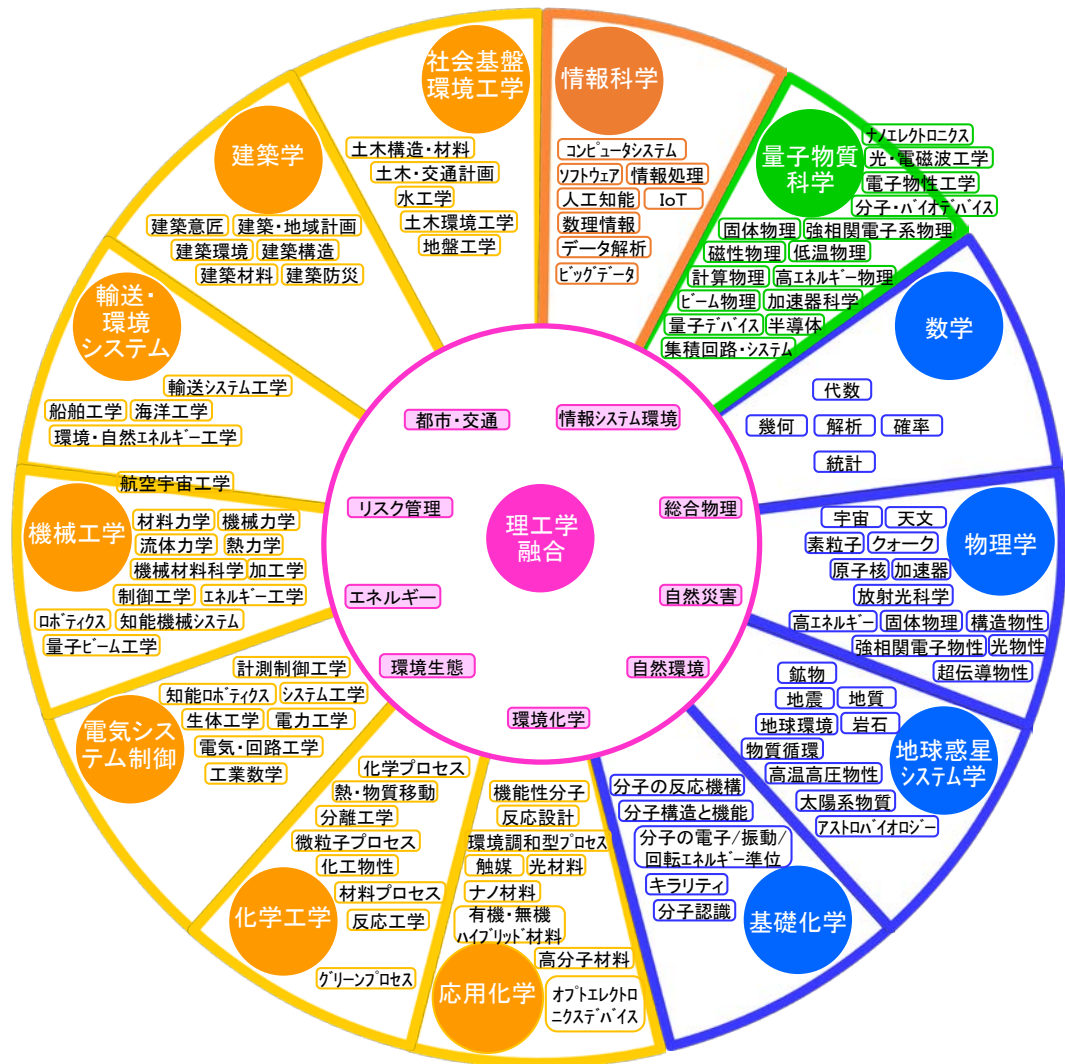 社会基盤
環境工学
土木構造・材料
土木・交通計画
水工学
土木環境工学
地盤工学
情報科学
コンピュータシステム
ソフトウェア 情報処理
人工知能 IoT
数理情報
データ解析
ビッグデータ
量子物質
科学
ナノエレクトロニクス
光・電磁波工学
電子物性工学
分子・バイオデバイス
固体物理 強相関電子系物理
磁性物理 低温物理
計算物理 高エネルギー物理
ビーム物理 加速器科学
量子デバイス 半導体
集積回路・システム
数学
代数
幾何 解析 確率
統計
物理学
宇宙 天文
素粒子 クォーク
原子核 加速器
放射光科学
高エネルギー 固体物理 構造物性
強相関電子物性 光物性
超伝導物性
地球惑星
システム学
鉱物
地震 地質
地球環境 岩石
物質循環
高温高圧物性
太陽系物質
アストロバイオロジー
基礎化学
分子の反応機構
分子構造と機能
分子の電子/振動/
回転エネルギー準位
キラリティ
分子認識
応用化学
機能性分子
反応設計
環境調和型プロセス
触媒 光材料
ナノ材料
有機・無機
ハイブリッド材料
高分子材料
オプトエレクトロ
ニクスデバイス
化学工学
化学プロセス
熱・物質移動
分離工学
微粒子プロセス
化工物性
材料プロセス
反応工学
グリーンプロセス
電気シス
テム制御
計測制御工学
知能ロボティクス システム工学
生体工学 電力工学
電気・回路工学
工業数学
機械工学
航空宇宙工学
材料力学 機械力学
流体力学 熱力学
機械材料科学 加工学
制御工学 エネルギー工学
ロボティクス 知能機械システム
量子ビーム工学
輸送・
環境
システム
輸送システム工学
船舶工学 海洋工学
環境・自然エネルギー工学
建築学
建築意匠 建築・地域計画
建築環境 建築構造
建築材料 建築防災
理工学
融合
都市・交通 情報システム環境
リスク管理 総合物理
エネルギー 自然災害
環境生態 自然環境
環境化学